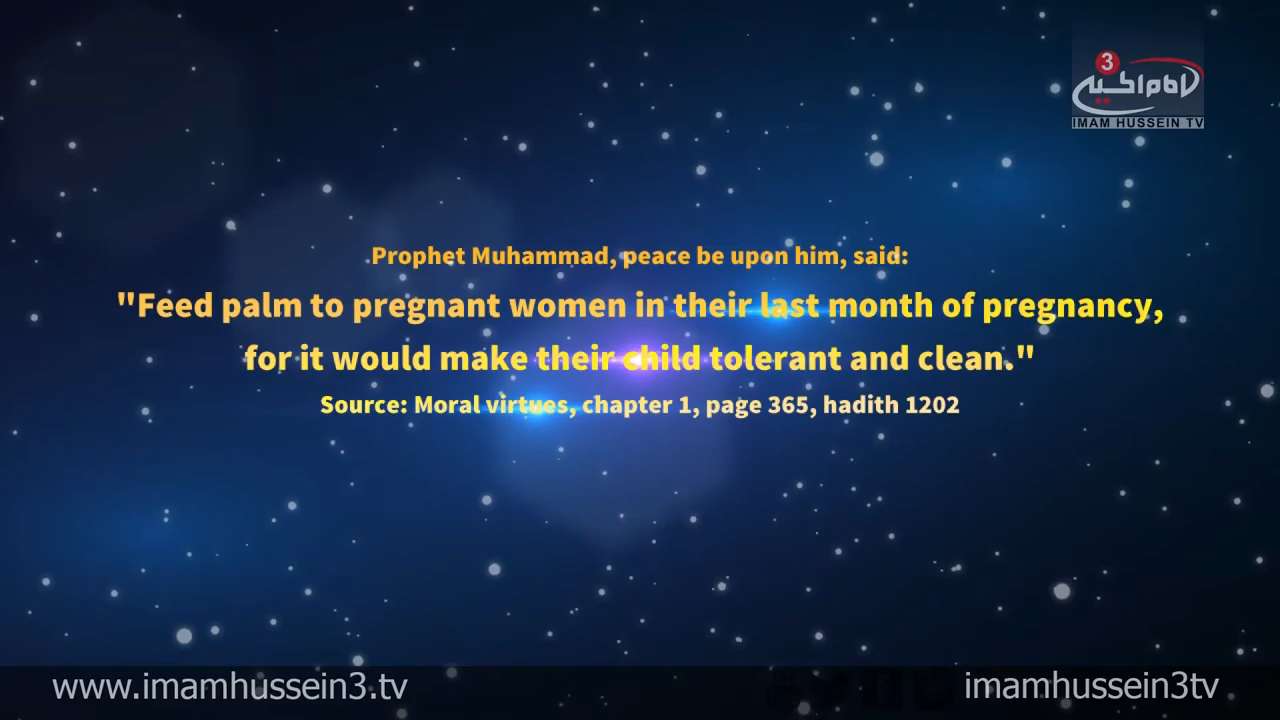 3
IMAM HUSSEIN TV
Prophet Muhammad, peace be upon him, said:
"Feed palm to pregnant women in their last month of pregnancy,
for it would make their child tolerant and clean."
Source: Moral virtues, chapter 1, page 365, hadith 1202
www.imamhussein3.tv
imamhussein3tv